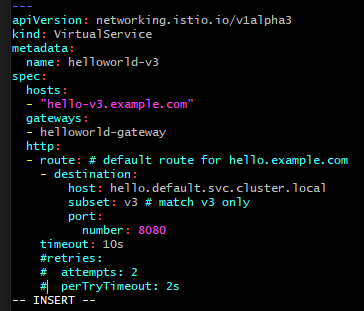 ---
apiVersion: networking.istio.io/v1alpha3
kind: VirtualService
metadata:
  name: helloworld-v3
spec:
  hosts:
  - "hello-v3.example.com"
  gateways:
  - helloworld-gateway
  http:
  - route: # default route for hello.example.com
    - destination:
        host: hello.default.svc.cluster.local
        subset: v3 # match v3 only
        port:
          number: 8080
    timeout: 10s
    #retries:
    #  attempts: 2
    #  perTryTimeout: 2s
-- INSERT --